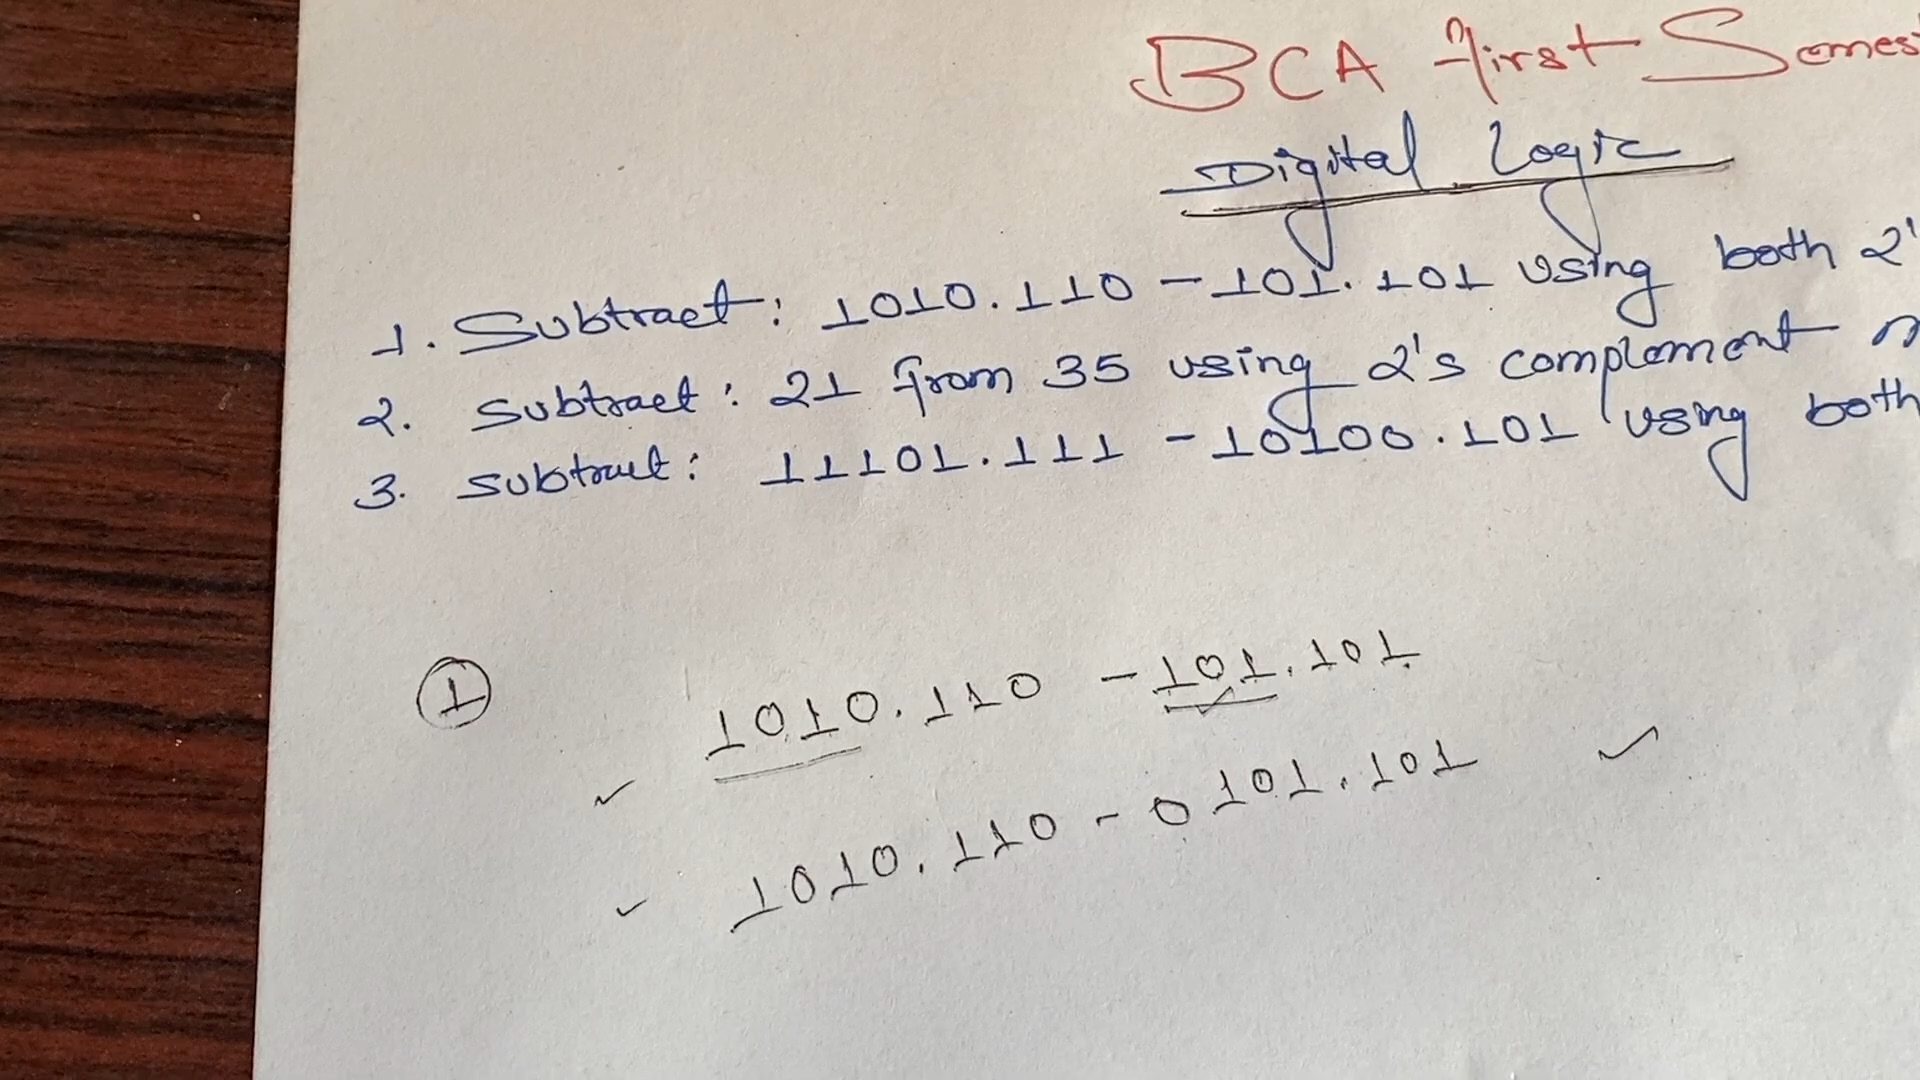 BCA First Semes
Digital Logic
1. Subtract: 1010.110 - 101.101 using both 2'
2. Subtract: 21 from 35 using 2's complement
3. subtract: 11101.111 - 10100.101 using both
1
1010.110 - 101.101
1010.110 - 0101.101